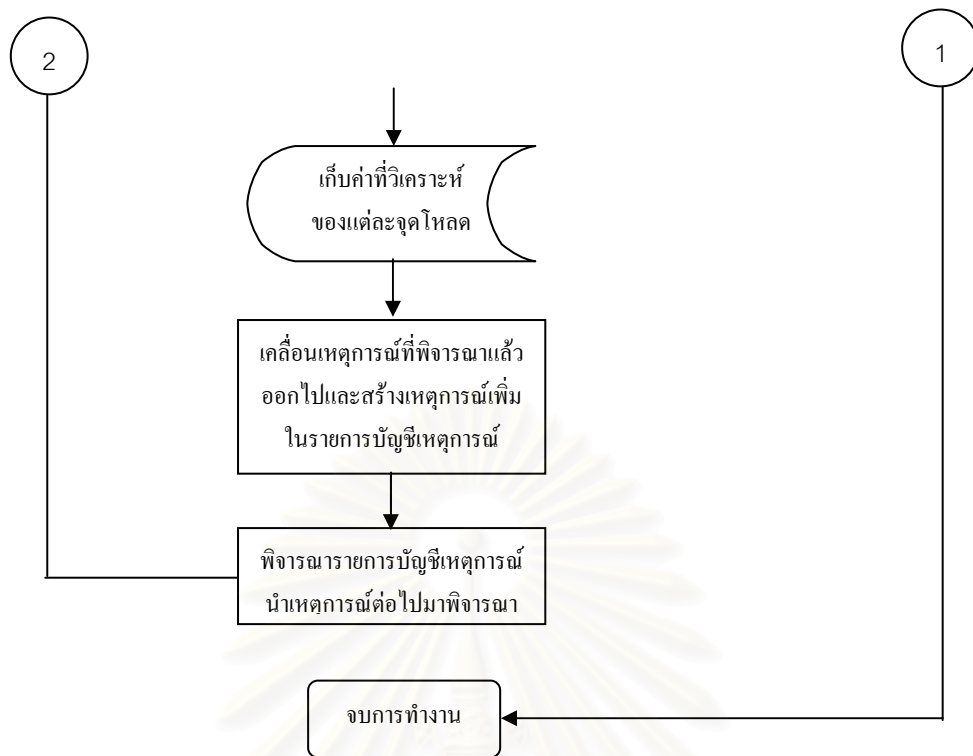 2
1
เก็บค่าที่วิเคราะห์
ของแต่ละจุดโหลด
เคลื่อนเหตุการณ์ที่พิจารณาแล้ว
ออกไปและสร้างเหตุการณ์เพิ่ม
ในรายการบัญชีเหตุการณ์
พิจารณารายการบัญชีเหตุการณ์
นำเหตุการณ์ต่อไปมาพิจารณา
จบการทำงาน